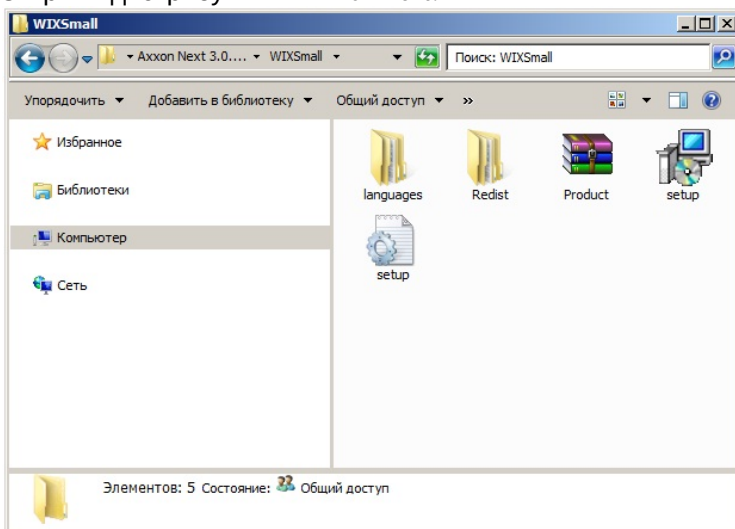 WIXSmall
Axxon Next 3.0.... WIXSmall Поиск: WIXSmall
Упорядочить Добавить в библиотеку Общий доступ »
Избранное
Библиотеки
Компьютер
Сеть
languages Redist Product setup
setup
Элементов: 5 Состояние: Общий доступ